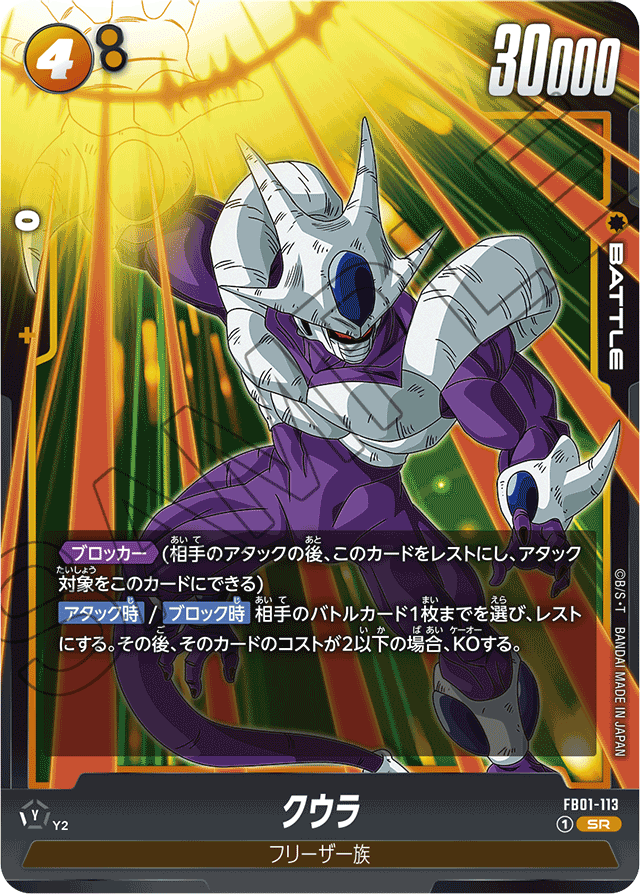 4
30000
0
+
BATTLE
SAMPLE
ブロッカー (相手のアタックの後、このカードをレストにし、アタック
対象をこのカードにできる)
アタック時 / ブロック時 相手のバトルカード1枚までを選び、レスト
にする。その後、そのカードのコストが2以下の場合、KOする。
©B/S・T BANDAI MADE IN JAPAN
クウラ
FB01-113
Y Y2
1 SR
フリーザー族